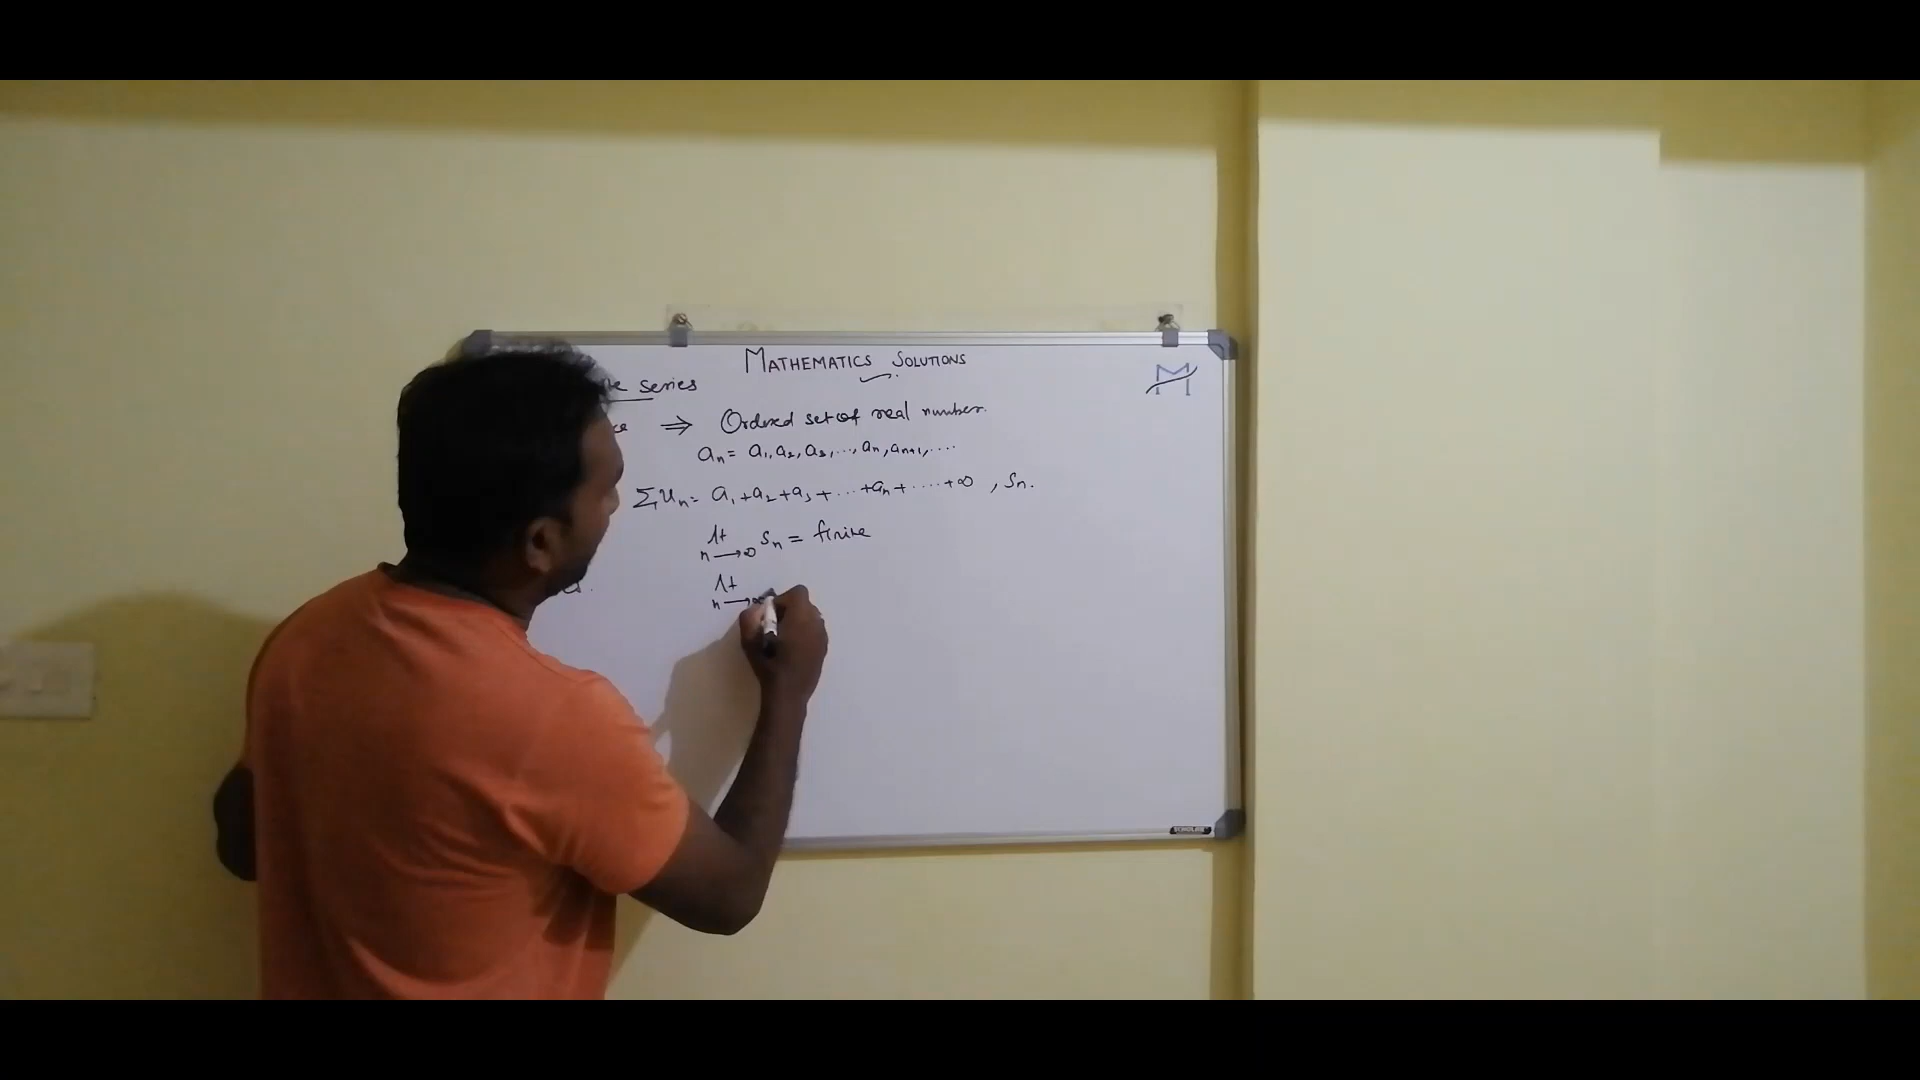 MATHEMATICS SOLUTIONS
M
series
⇒ Ordered set of real number.
aₙ = a₁, a₂, a₃, ..., aₙ, aₙ₊₁, ....
∑uₙ = a₁ + a₂ + a₃ + ... + aₙ + .... + ∞ , Sₙ.
lt
n → ∞ Sₙ = finite
lt
n → ∞